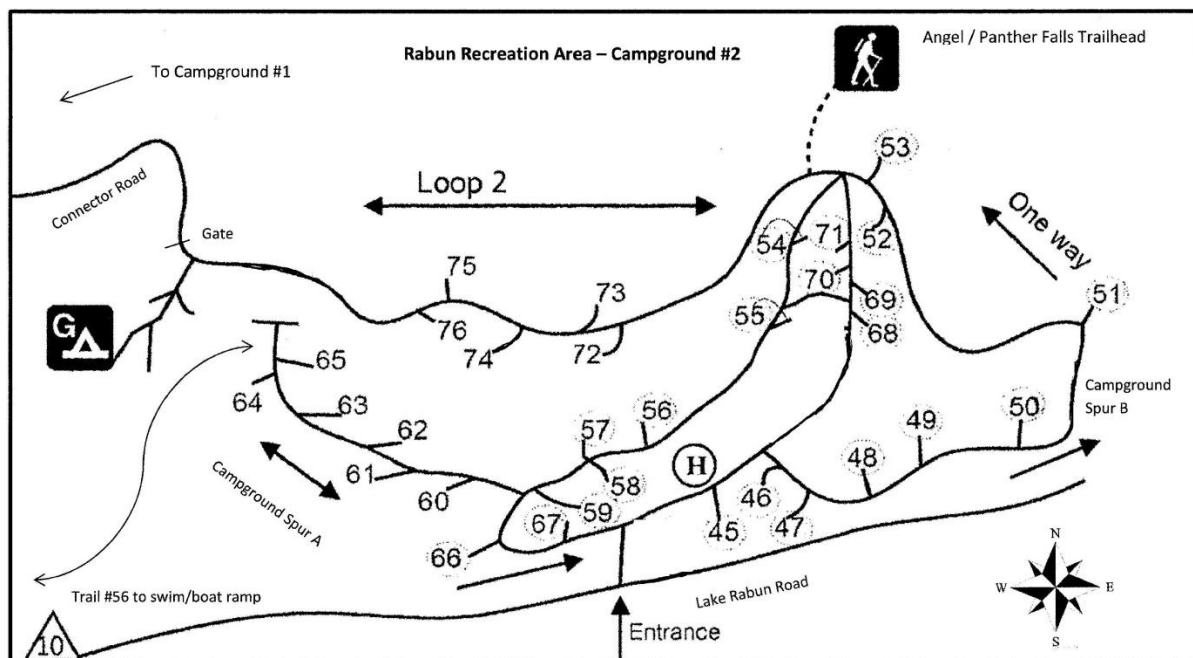 Rabun Recreation Area – Campground #2
Angel / Panther Falls Trailhead
To Campground #1
Connector Road
Gate
Loop 2
One way
53
54
71
52
70
69
68
55
51
75
76
74
73
72
G
65
64
63
62
61
60
Campground Spur A
57
56
58
59
H
66
67
45
46
47
48
49
50
Campground
Spur B
Trail #56 to swim/boat ramp
10
Lake Rabun Road
Entrance
N
W
E
S